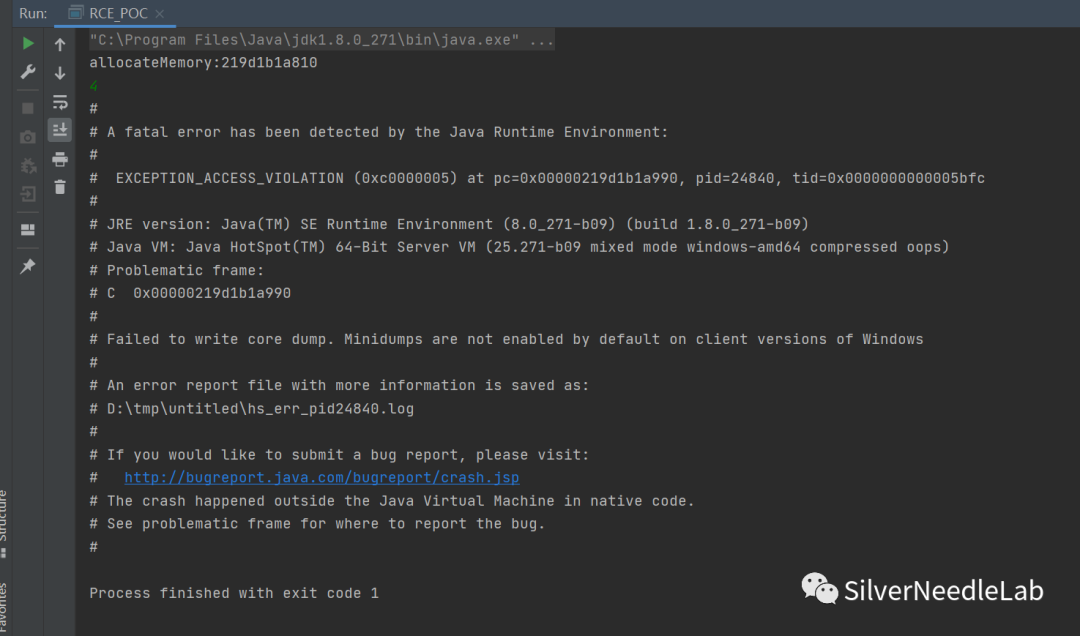 Run: RCE_POC
"C:\Program Files\Java\jdk1.8.0_271\bin\java.exe" ...
allocateMemory:219d1b1a810
4
#
# A fatal error has been detected by the Java Runtime Environment:
#
#  EXCEPTION_ACCESS_VIOLATION (0xc0000005) at pc=0x00000219d1b1a990, pid=24840, tid=0x0000000000005bfc
#
# JRE version: Java(TM) SE Runtime Environment (8.0_271-b09) (build 1.8.0_271-b09)
# Java VM: Java HotSpot(TM) 64-Bit Server VM (25.271-b09 mixed mode windows-amd64 compressed oops)
# Problematic frame:
# C  0x00000219d1b1a990
#
# Failed to write core dump. Minidumps are not enabled by default on client versions of Windows
#
# An error report file with more information is saved as:
# D:\tmp\untitled\hs_err_pid24840.log
#
# If you would like to submit a bug report, please visit:
#   http://bugreport.java.com/bugreport/crash.jsp
# The crash happened outside the Java Virtual Machine in native code.
# See problematic frame for where to report the bug.
#
Process finished with exit code 1
Structure
Favorites
SilverNeedleLab